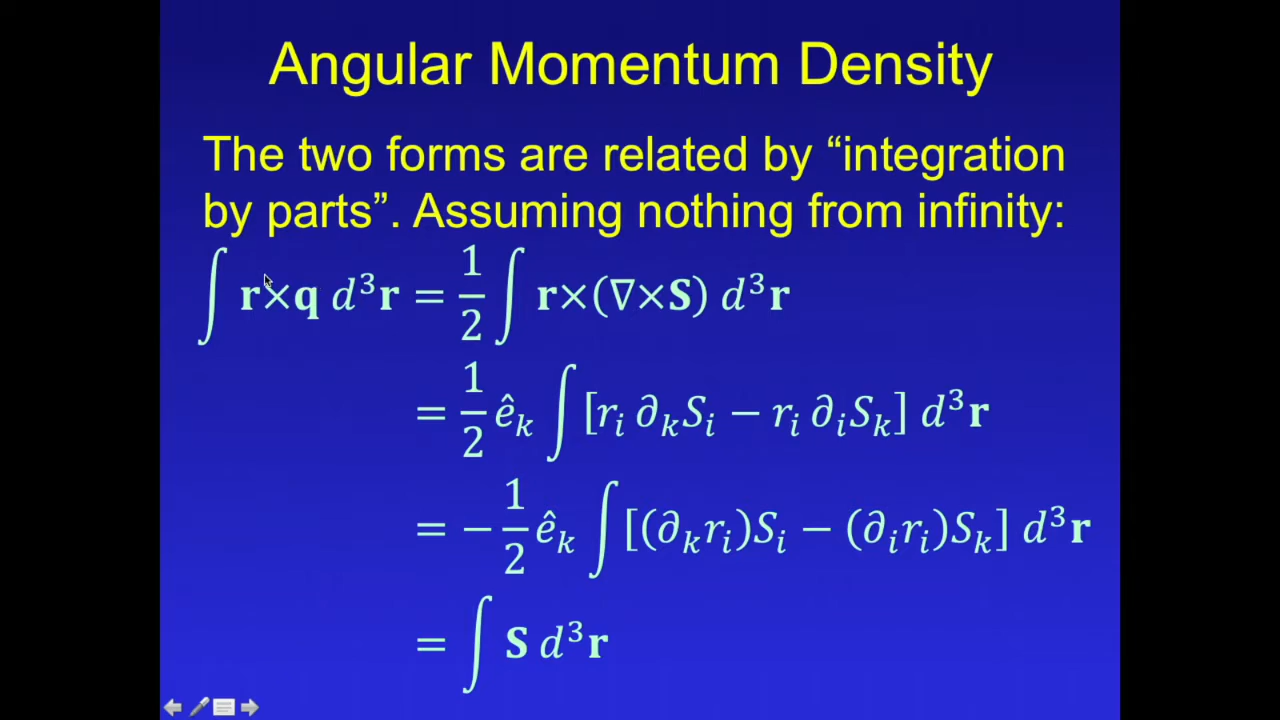 Angular Momentum Density
The two forms are related by “integration
by parts”. Assuming nothing from infinity:
∫ 𝐫×𝐪 𝑑³𝐫 = 1/2 ∫ 𝐫×(∇×𝐒) 𝑑³𝐫
= 1/2 ê_k ∫ [r_i ∂_k S_i − r_i ∂_i S_k] 𝑑³𝐫
= − 1/2 ê_k ∫ [(∂_k r_i)S_i − (∂_i r_i)S_k] 𝑑³𝐫
= ∫ 𝐒 𝑑³𝐫